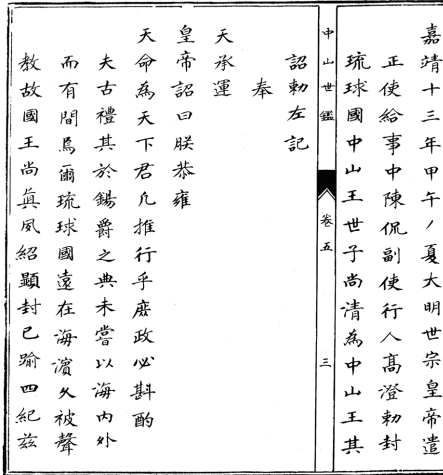 嘉靖十三年甲午ノ夏大明世宗皇帝遣
正使給事中陳侃副使行人高澄勅封
琉球國中山王世子尚清為中山王其
中山世鑑 卷五 三
詔勅左記
奉
天承運
皇帝詔曰朕恭膺
天命為天下君凡推行乎庶政必斟酌
夫古禮其於錫爵之典未嘗以海内外
而有間焉爾琉球國遠在海濱久被聲
教故國王尚真夙紹顯封已踰四紀茲